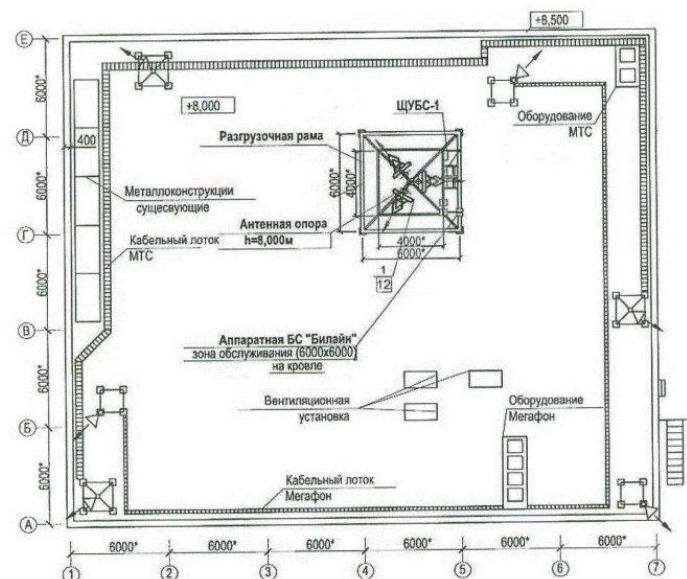 +8,500
Е
+8,000
ЩУБС-1
Оборудование
МТС
6000*
Д
400
Разгрузочная рама
6000*
4000*
Металлоконструкции
сущесвующие
6000*
Г
Антенная опора
h=8,000м
Кабельный лоток
МТС
4000*
6000*
1
12
6000*
В
Аппаратная БС "Билайн"
зона обслуживания (6000х6000)
на кровле
6000*
Вентиляционная
установка
Оборудование
Мегафон
Б
6000*
Кабельный лоток
Мегафон
А
6000*
6000*
6000*
6000*
6000*
6000*
1
2
3
4
5
6
7